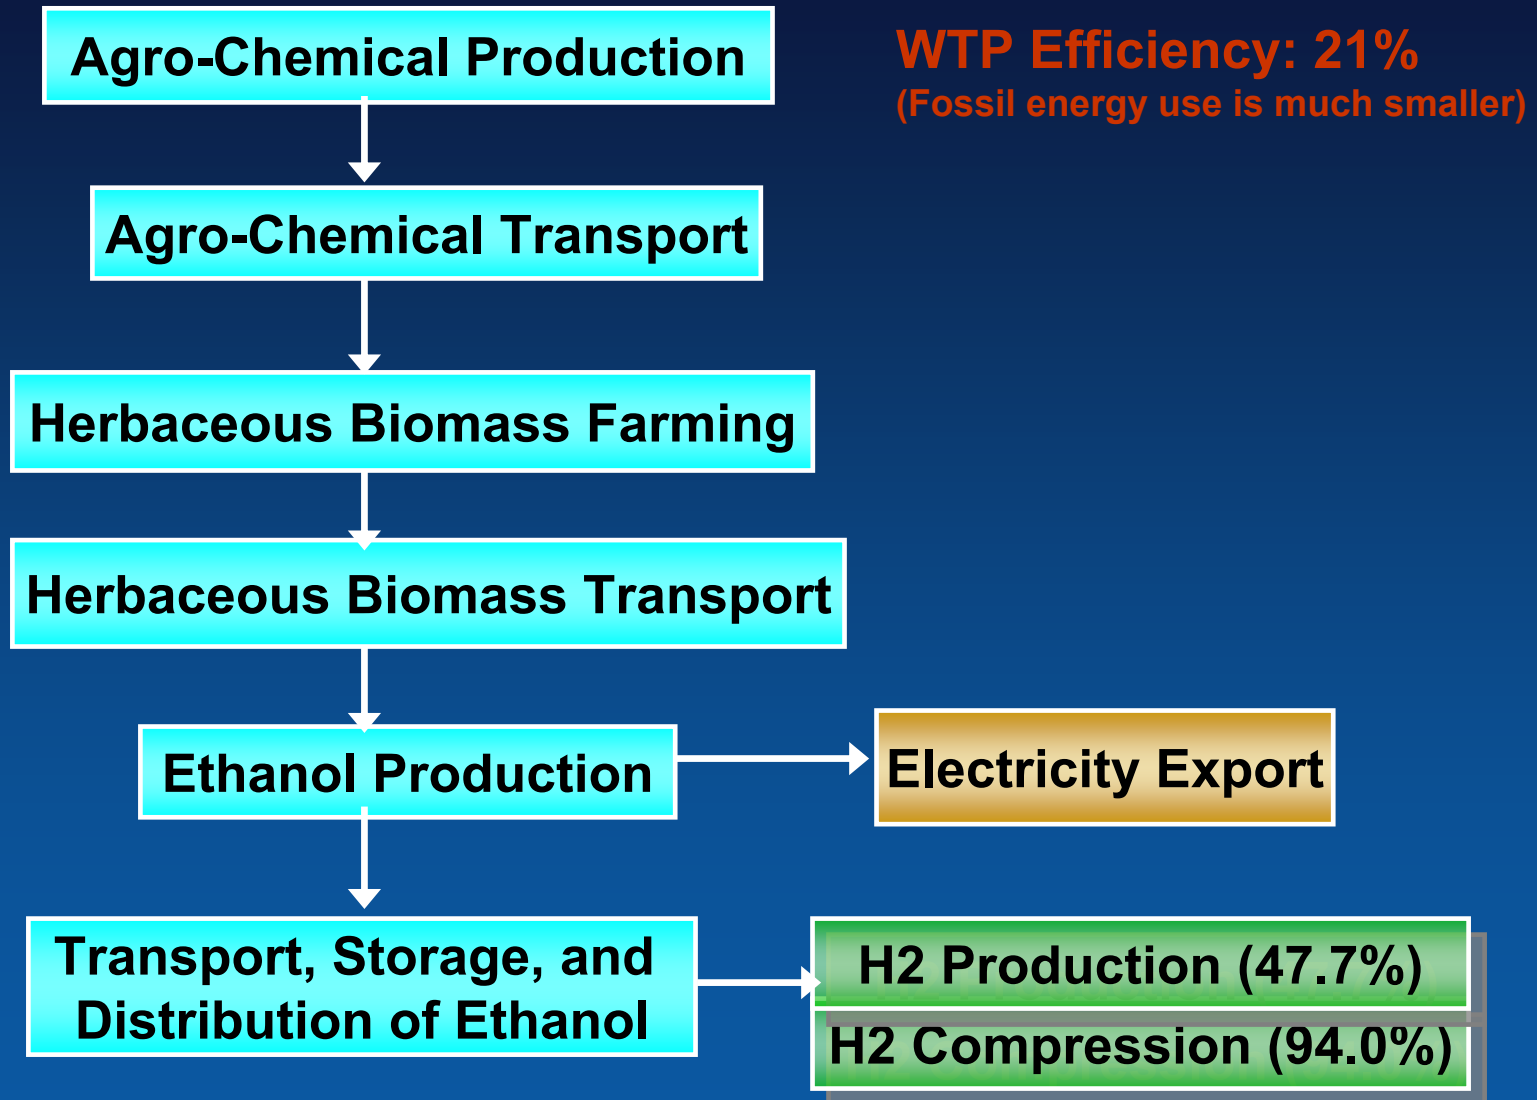 Agro-Chemical Production
WTP Efficiency: 21%
(Fossil energy use is much smaller)
Agro-Chemical Transport
Herbaceous Biomass Farming
Herbaceous Biomass Transport
Ethanol Production
Electricity Export
Transport, Storage, and
Distribution of Ethanol
H2 Production (47.7%)
H2 Compression (94.0%)